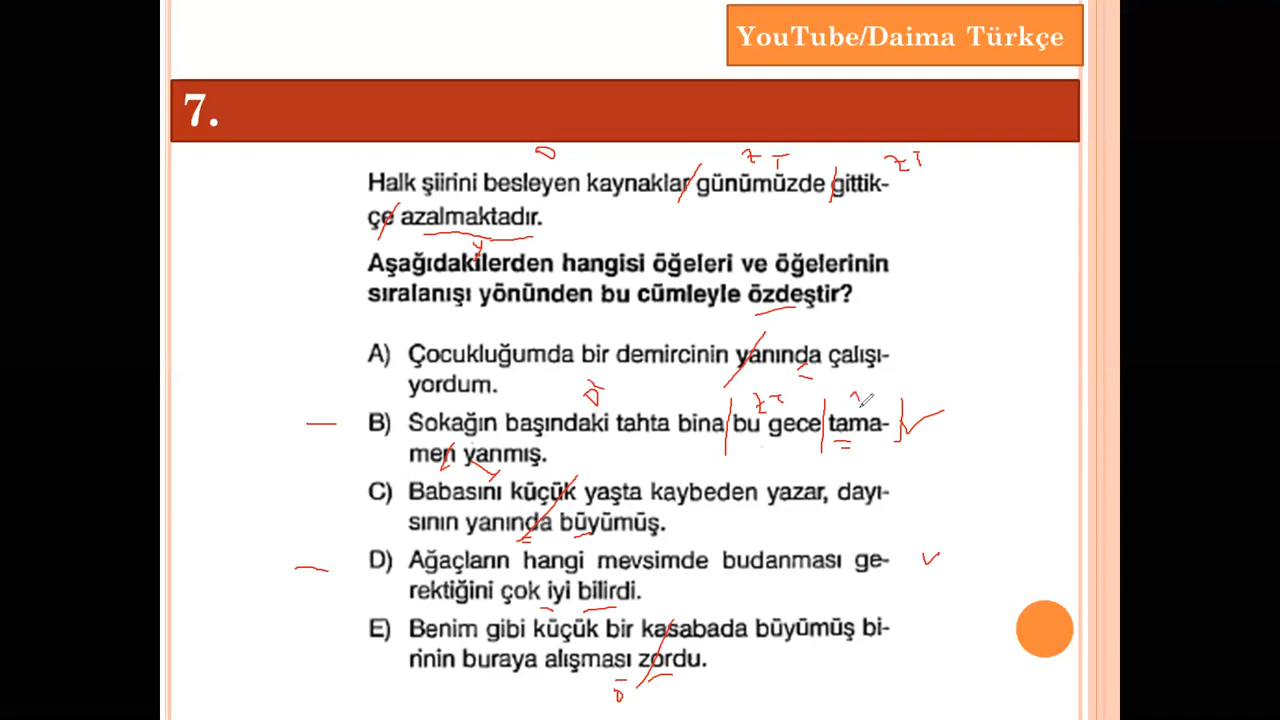 YouTube/Daima Türkçe
7.
Halk şiirini besleyen kaynaklar günümüzde gittik-
çe azalmaktadır.
Aşağıdakilerden hangisi öğeleri ve öğelerinin
sıralanışı yönünden bu cümleyle özdeştir?
A) Çocukluğumda bir demircinin yanında çalışı-
yordum.
B) Sokağın başındaki tahta bina bu gece tama-
men yanmış.
C) Babasını küçük yaşta kaybeden yazar, dayı-
sının yanında büyümüş.
D) Ağaçların hangi mevsimde budanması ge-
rektiğini çok iyi bilirdi.
E) Benim gibi küçük bir kasabada büyümüş bi-
rinin buraya alışması zordu.